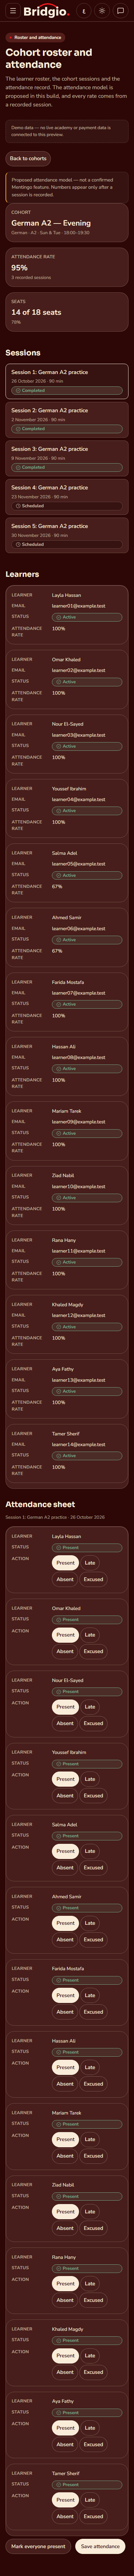 Bridgio.
Roster and attendance
Cohort roster and
attendance
The learner roster, the cohort sessions and the
attendance record. The attendance model is
proposed in this build, and every rate comes from
a recorded session.
Demo data — no live academy or payment data is
connected to this preview.
Back to cohorts
Proposed attendance model — not a confirmed
Mentingo feature. Numbers appear only after a
session is recorded.
COHORT
German A2 — Evening
German · A2 · Sun & Tue · 18:00–19:30
ATTENDANCE RATE
95%
3 recorded sessions
SEATS
14 of 18 seats
78%
Sessions
Session 1: German A2 practice
26 October 2026 · 90 min
Completed
Session 2: German A2 practice
2 November 2026 · 90 min
Completed
Session 3: German A2 practice
9 November 2026 · 90 min
Completed
Session 4: German A2 practice
23 November 2026 · 90 min
Scheduled
Session 5: German A2 practice
30 November 2026 · 90 min
Scheduled
Learners
LEARNER Layla Hassan
EMAIL learner01@example.test
STATUS Active
ATTENDANCE 100%
RATE
LEARNER Omar Khaled
EMAIL learner02@example.test
STATUS Active
ATTENDANCE 100%
RATE
LEARNER Nour El-Sayed
EMAIL learner03@example.test
STATUS Active
ATTENDANCE 100%
RATE
LEARNER Youssef Ibrahim
EMAIL learner04@example.test
STATUS Active
ATTENDANCE 100%
RATE
LEARNER Salma Adel
EMAIL learner05@example.test
STATUS Active
ATTENDANCE 67%
RATE
LEARNER Ahmed Samir
EMAIL learner06@example.test
STATUS Active
ATTENDANCE 67%
RATE
LEARNER Farida Mostafa
EMAIL learner07@example.test
STATUS Active
ATTENDANCE 100%
RATE
LEARNER Hassan Ali
EMAIL learner08@example.test
STATUS Active
ATTENDANCE 100%
RATE
LEARNER Mariam Tarek
EMAIL learner09@example.test
STATUS Active
ATTENDANCE 100%
RATE
LEARNER Ziad Nabil
EMAIL learner10@example.test
STATUS Active
ATTENDANCE 100%
RATE
LEARNER Rana Hany
EMAIL learner11@example.test
STATUS Active
ATTENDANCE 100%
RATE
LEARNER Khaled Magdy
EMAIL learner12@example.test
STATUS Active
ATTENDANCE 100%
RATE
LEARNER Aya Fathy
EMAIL learner13@example.test
STATUS Active
ATTENDANCE 100%
RATE
LEARNER Tamer Sherif
EMAIL learner14@example.test
STATUS Active
ATTENDANCE 100%
RATE
Attendance sheet
Session 1: German A2 practice · 26 October 2026
LEARNER Layla Hassan
STATUS Present
ACTION Present Late
Absent Excused
LEARNER Omar Khaled
STATUS Present
ACTION Present Late
Absent Excused
LEARNER Nour El-Sayed
STATUS Present
ACTION Present Late
Absent Excused
LEARNER Youssef Ibrahim
STATUS Present
ACTION Present Late
Absent Excused
LEARNER Salma Adel
STATUS Present
ACTION Present Late
Absent Excused
LEARNER Ahmed Samir
STATUS Present
ACTION Present Late
Absent Excused
LEARNER Farida Mostafa
STATUS Present
ACTION Present Late
Absent Excused
LEARNER Hassan Ali
STATUS Present
ACTION Present Late
Absent Excused
LEARNER Mariam Tarek
STATUS Present
ACTION Present Late
Absent Excused
LEARNER Ziad Nabil
STATUS Present
ACTION Present Late
Absent Excused
LEARNER Rana Hany
STATUS Present
ACTION Present Late
Absent Excused
LEARNER Khaled Magdy
STATUS Present
ACTION Present Late
Absent Excused
LEARNER Aya Fathy
STATUS Present
ACTION Present Late
Absent Excused
LEARNER Tamer Sherif
STATUS Present
ACTION Present Late
Absent Excused
Mark everyone present Save attendance